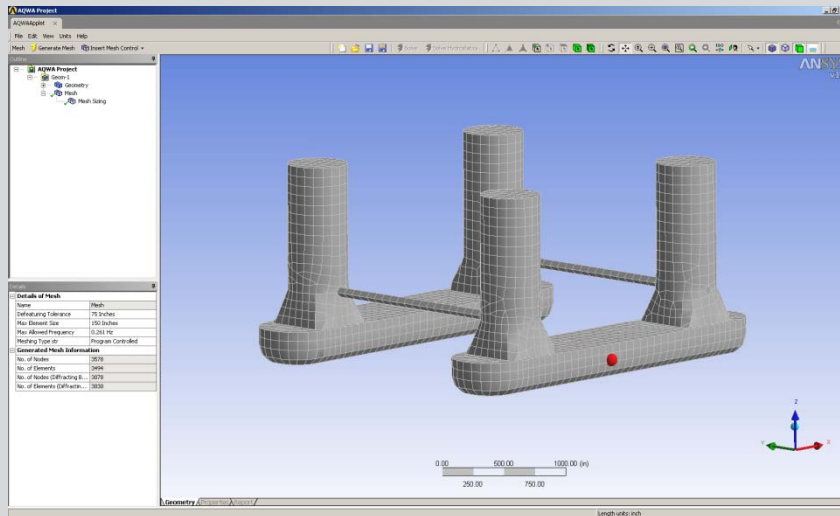 AQWA Project
AQWAApplet
File Edit View Units Help
Mesh Generate Mesh Insert Mesh Control
Outline
AQWA Project
Geom-1
Geometry
Mesh
Mesh Sizing
ANSYS
Details
Details of Mesh
Name Mesh
Defeaturing Tolerance 75 Inches
Max Element Size 150 Inches
Max Allowed Frequency 0.261 Hz
Meshing Type str Program Controlled
Generated Mesh Information
No. of Nodes 3578
No. of Elements 3494
No. of Nodes (Diffracting B...
No. of Elements (Diffractin...
0.00 500.00 1000.00 (in)
250.00 750.00
Z
X
Geometry Properties Report
Length units: inch